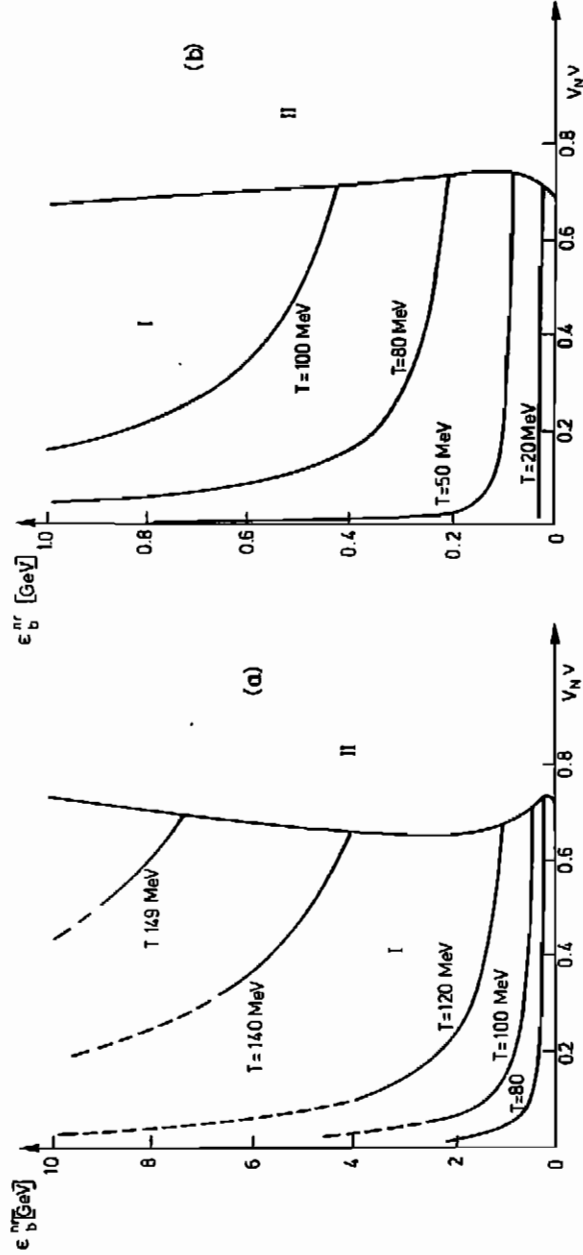 ε_b^nr [GeV]
10
8
6
4
2
0
0.2
0.4
0.6
0.8
V_N ν
(a)
I
II
T 149 MeV
T=140 MeV
T=120 MeV
T=100 MeV
T=80
ε_b^nr [GeV]
1.0
0.8
0.6
0.4
0.2
0
0.2
0.4
0.6
0.8
V_N ν
(b)
I
II
T=100 MeV
T=80 MeV
T=50 MeV
T=20MeV